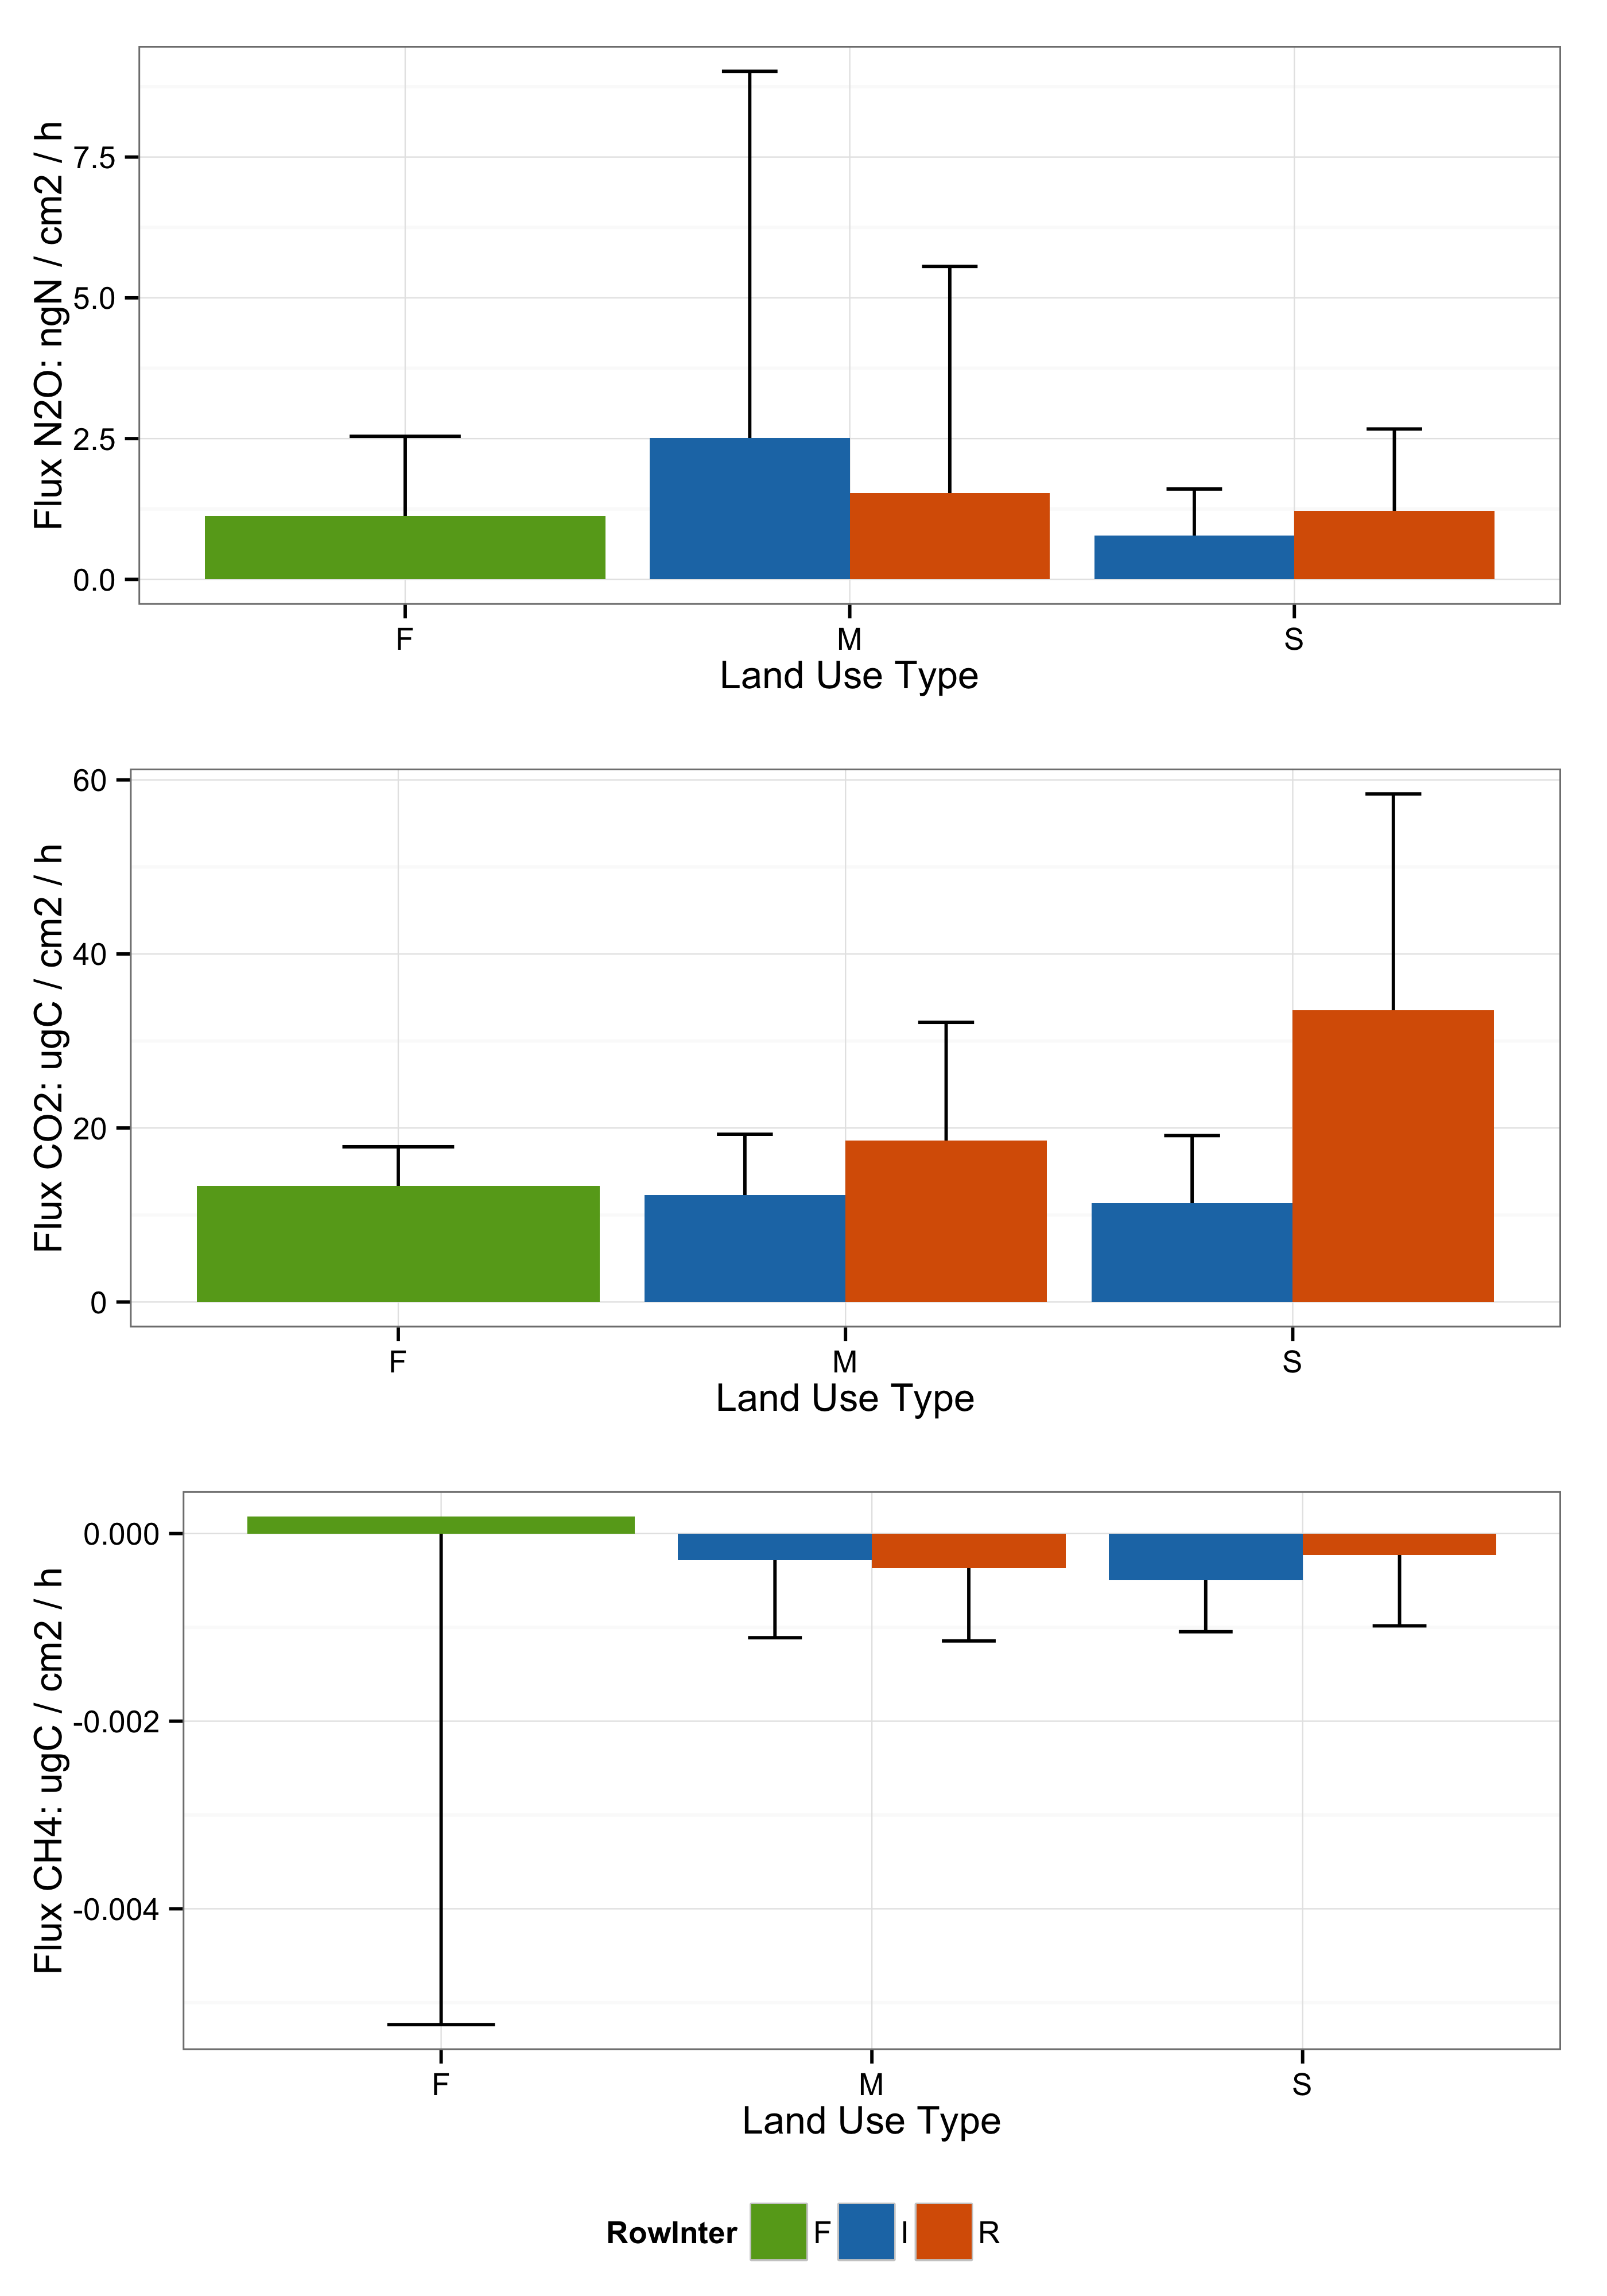 Flux N2O: ngN / cm2 / h
7.5
5.0
2.5
0.0
F M S
Land Use Type
Flux CO2: ugC / cm2 / h
60
40
20
0
F M S
Land Use Type
Flux CH4: ugC / cm2 / h
0.000
-0.002
-0.004
F M S
Land Use Type
RowInter F I R